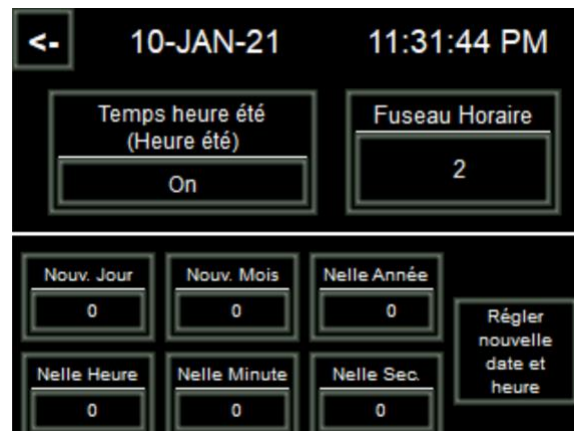 <- 10-JAN-21 11:31:44 PM
Temps heure été
(Heure été)
On
Fuseau Horaire
2
Nouv. Jour
0
Nouv. Mois
0
Nelle Année
0
Nelle Heure
0
Nelle Minute
0
Nelle Sec.
0
Régler
nouvelle
date et
heure